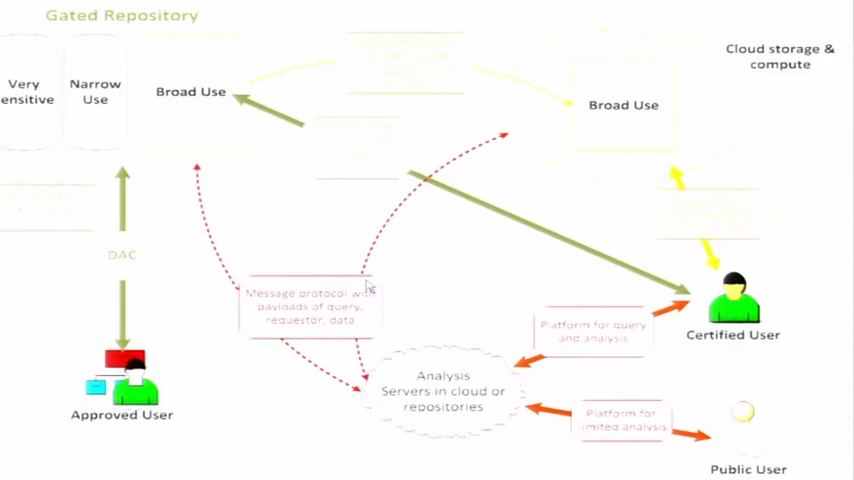 Gated Repository
Cloud storage &
compute
Very
ensitive
Narrow
Use
Broad Use
Broad Use
DAC
Message protocol with
payloads of query,
requestor, data
Platform for query
and analysis
Certified User
Analysis
Servers in cloud or
repositories
Approved User
Platform for
limited analysis
Public User